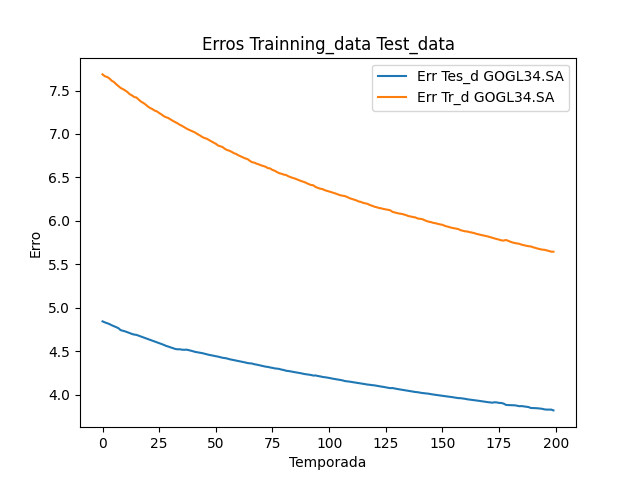 Erros Trainning_data Test_data
Err Tes_d GOGL34.SA
Err Tr_d GOGL34.SA
Erro
7.5
7.0
6.5
6.0
5.5
5.0
4.5
4.0
0 25 50 75 100 125 150 175 200
Temporada